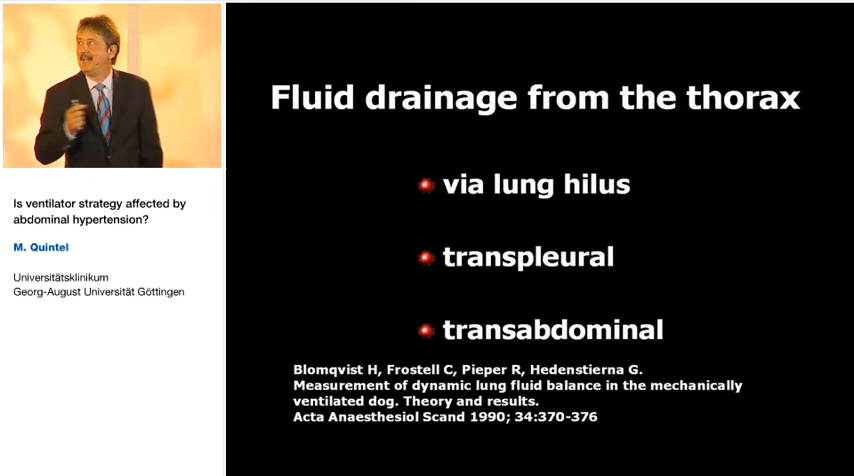 Is ventilator strategy affected by
abdominal hypertension?
M. Quintel
Universitätsklinikum
Georg-August Universität Göttingen
Fluid drainage from the thorax
via lung hilus
transpleural
transabdominal
Blomqvist H, Frostell C, Pieper R, Hedenstierna G.
Measurement of dynamic lung fluid balance in the mechanically
ventilated dog. Theory and results.
Acta Anaesthesiol Scand 1990; 34:370-376